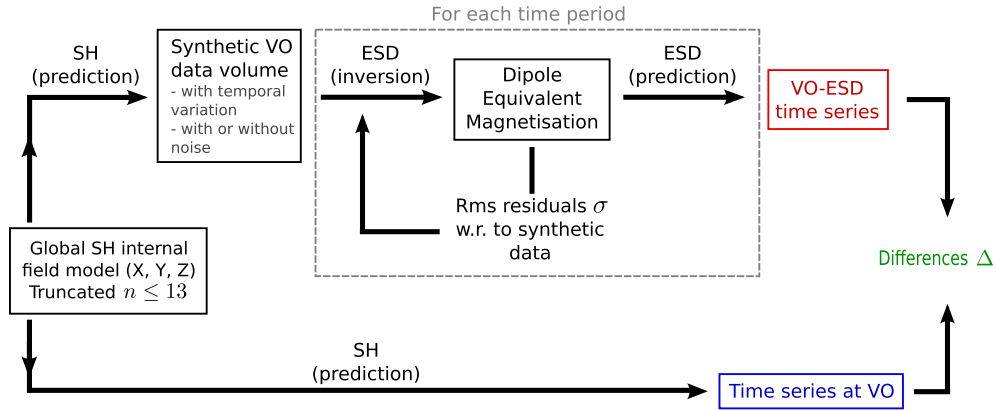 For each time period
SH
(prediction)
Synthetic VO
data volume
- with temporal
variation
- with or without
noise
ESD
(inversion)
Dipole
Equivalent
Magnetisation
ESD
(prediction)
VO-ESD
time series
Rms residuals σ
w.r. to synthetic
data
Global SH internal
field model (X, Y, Z)
Truncated n ≤ 13
Differences Δ
SH
(prediction)
Time series at VO